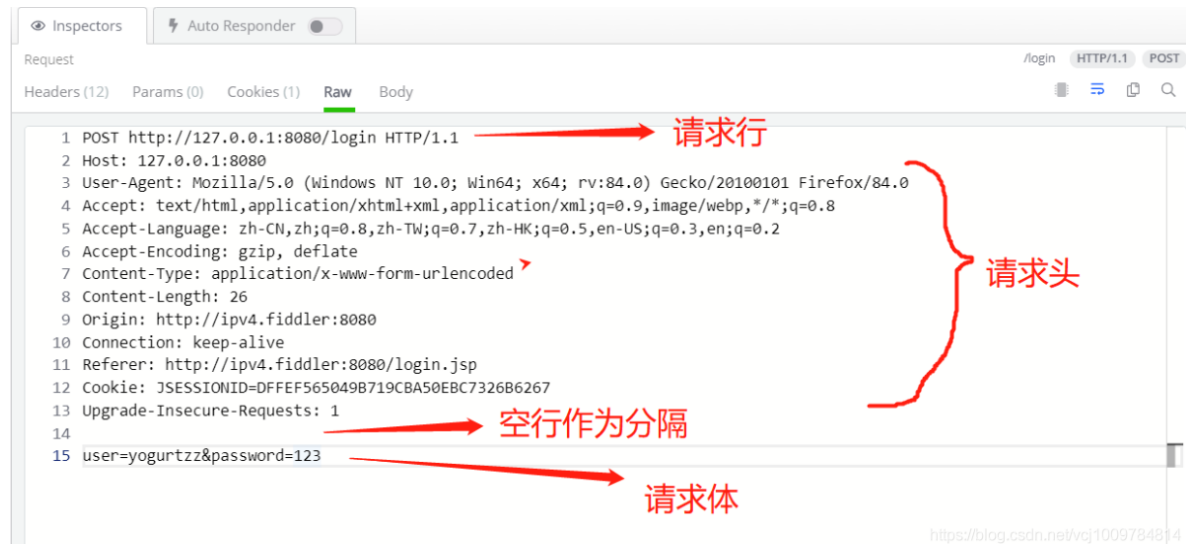 Inspectors Auto Responder
Request /login HTTP/1.1 POST
Headers (12) Params (0) Cookies (1) Raw Body
1 POST http://127.0.0.1:8080/login HTTP/1.1 请求行
2 Host: 127.0.0.1:8080
3 User-Agent: Mozilla/5.0 (Windows NT 10.0; Win64; x64; rv:84.0) Gecko/20100101 Firefox/84.0
4 Accept: text/html,application/xhtml+xml,application/xml;q=0.9,image/webp,*/*;q=0.8
5 Accept-Language: zh-CN,zh;q=0.8,zh-TW;q=0.7,zh-HK;q=0.5,en-US;q=0.3,en;q=0.2
6 Accept-Encoding: gzip, deflate
7 Content-Type: application/x-www-form-urlencoded 请求头
8 Content-Length: 26
9 Origin: http://ipv4.fiddler:8080
10 Connection: keep-alive
11 Referer: http://ipv4.fiddler:8080/login.jsp
12 Cookie: JSESSIONID=DFFEF565049B719CBA50EBC7326B6267
13 Upgrade-Insecure-Requests: 1
14 空行作为分隔
15 user=yogurtzz&password=123
请求体
https://blog.csdn.net/vcj1009784814